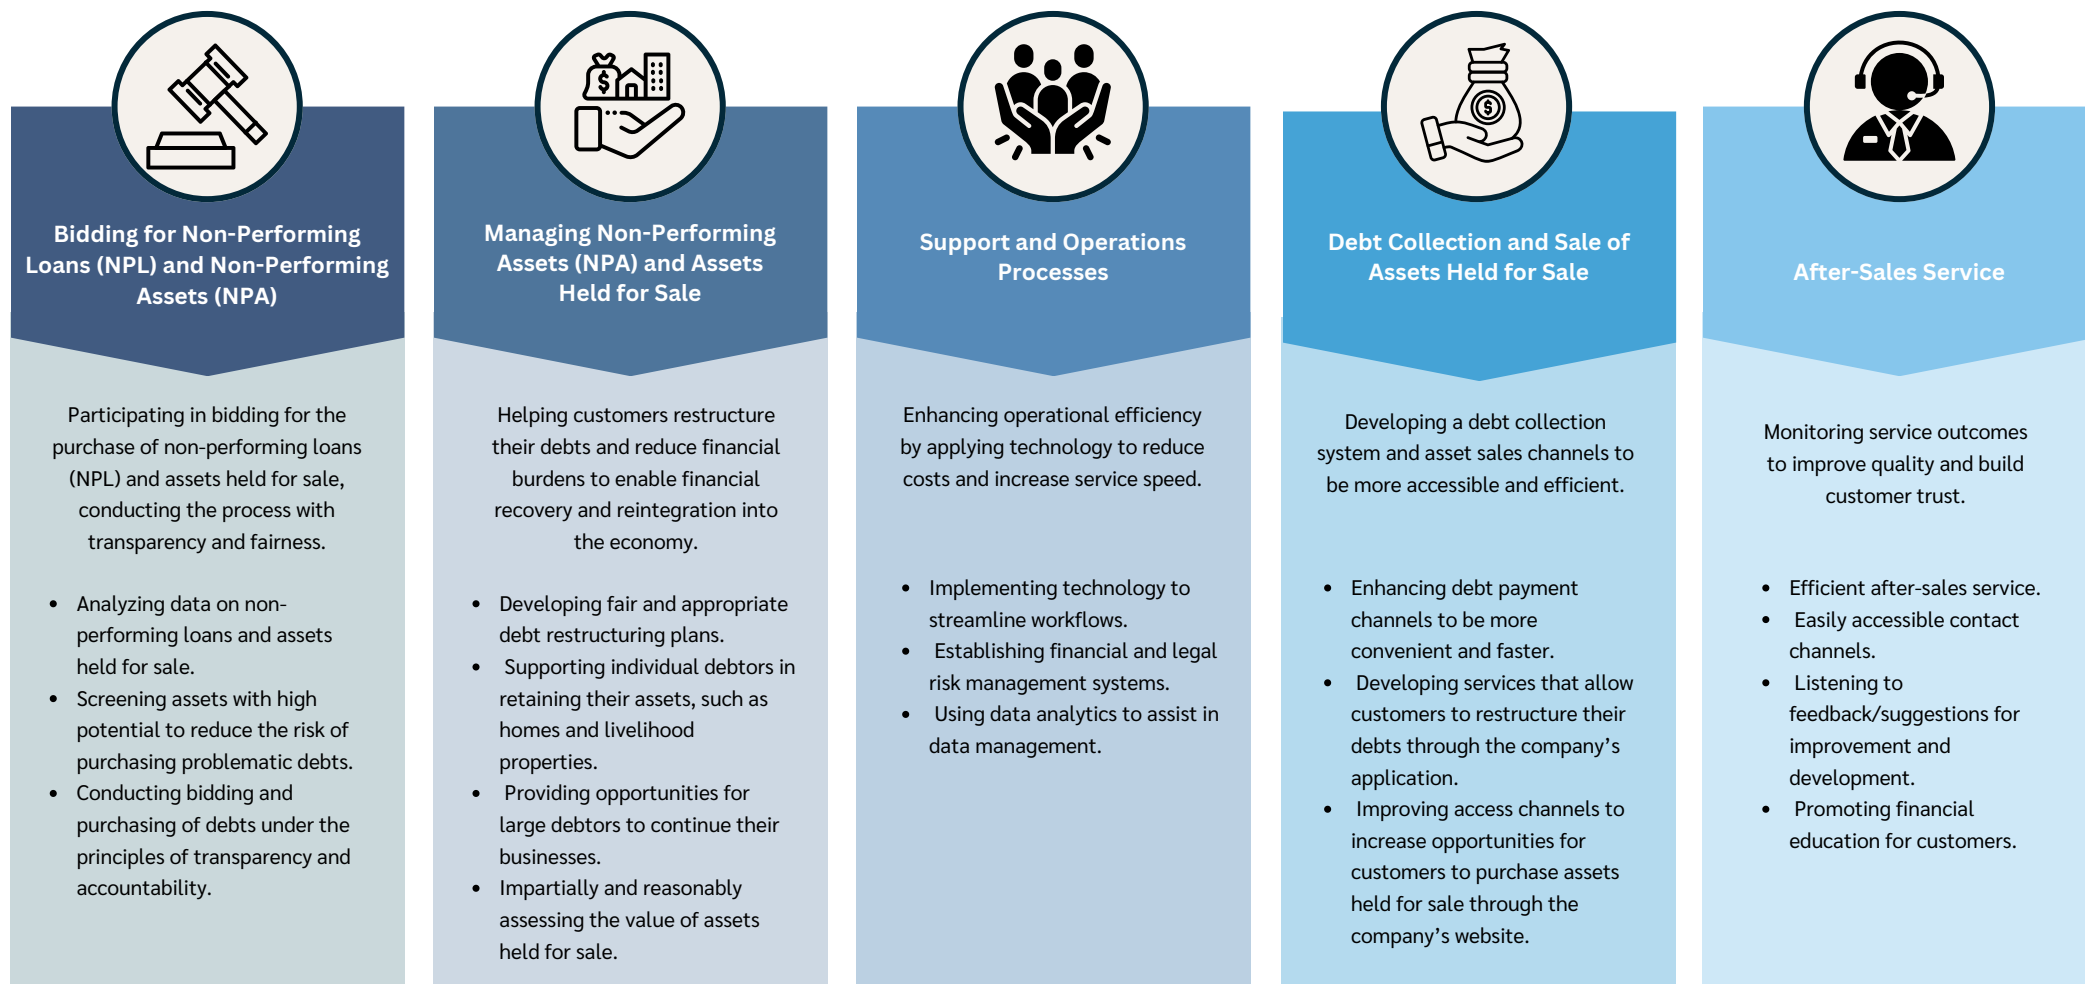 Bidding for Non-Performing
Loans (NPL) and Non-Performing
Assets (NPA)
Participating in bidding for the
purchase of non-performing loans
(NPL) and assets held for sale,
conducting the process with
transparency and fairness.
• Analyzing data on non-
performing loans and assets
held for sale.
• Screening assets with high
potential to reduce the risk of
purchasing problematic debts.
• Conducting bidding and
purchasing of debts under the
principles of transparency and
accountability.
Managing Non-Performing
Assets (NPA) and Assets
Held for Sale
Helping customers restructure
their debts and reduce financial
burdens to enable financial
recovery and reintegration into
the economy.
• Developing fair and appropriate
debt restructuring plans.
• Supporting individual debtors in
retaining their assets, such as
homes and livelihood
properties.
• Providing opportunities for
large debtors to continue their
businesses.
• Impartially and reasonably
assessing the value of assets
held for sale.
Support and Operations
Processes
Enhancing operational efficiency
by applying technology to reduce
costs and increase service speed.
• Implementing technology to
streamline workflows.
• Establishing financial and legal
risk management systems.
• Using data analytics to assist in
data management.
Debt Collection and Sale of
Assets Held for Sale
Developing a debt collection
system and asset sales channels to
be more accessible and efficient.
• Enhancing debt payment
channels to be more
convenient and faster.
• Developing services that allow
customers to restructure their
debts through the company’s
application.
• Improving access channels to
increase opportunities for
customers to purchase assets
held for sale through the
company’s website.
After-Sales Service
Monitoring service outcomes
to improve quality and build
customer trust.
• Efficient after-sales service.
• Easily accessible contact
channels.
• Listening to
feedback/suggestions for
improvement and
development.
• Promoting financial
education for customers.